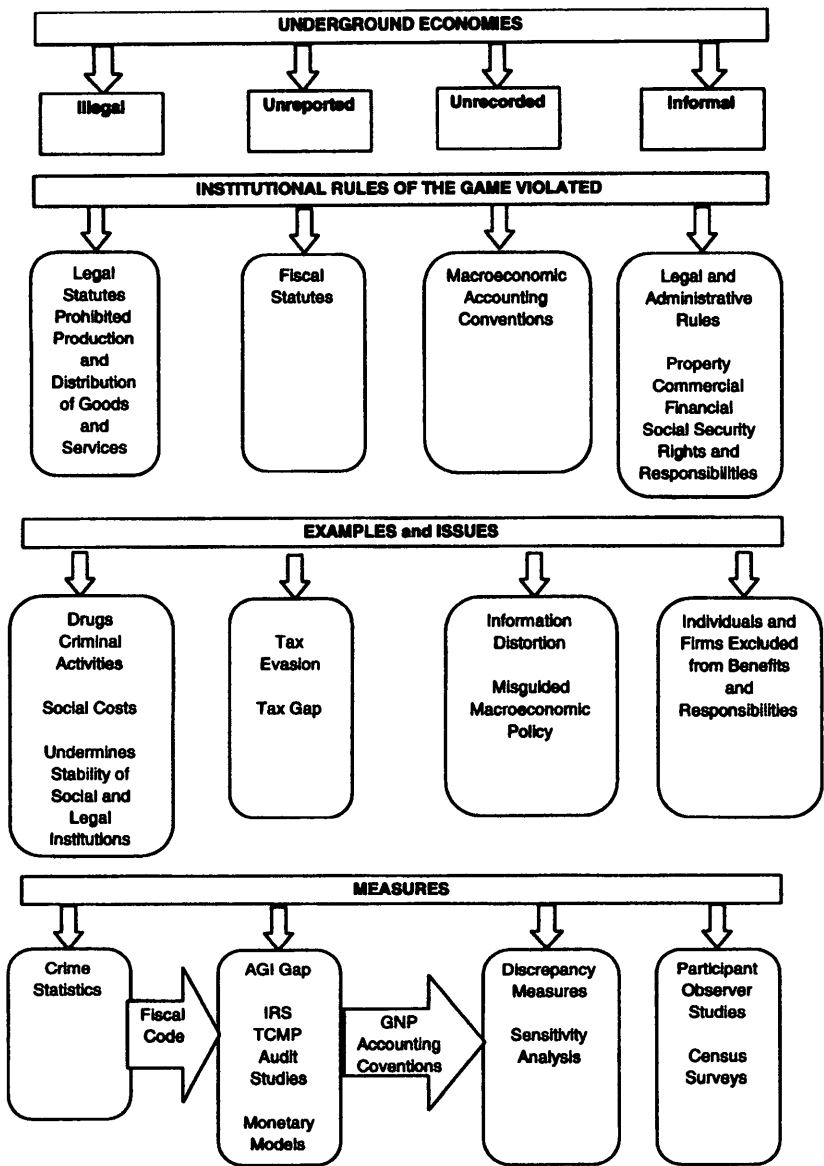 UNDERGROUND ECONOMIES
Illegal
Unreported
Unrecorded
Informal
INSTITUTIONAL RULES OF THE GAME VIOLATED
Legal
Statutes
Prohibited
Production
and
Distribution
of Goods
and
Services
Fiscal
Statutes
Macroeconomic
Accounting
Conventions
Legal and
Administrative
Rules
Property
Commercial
Financial
Social Security
Rights and
Responsibilities
EXAMPLES and ISSUES
Drugs
Criminal
Activities
Social Costs
Undermines
Stability of
Social and
Legal
Institutions
Tax
Evasion
Tax Gap
Information
Distortion
Misguided
Macroeconomic
Policy
Individuals and
Firms Excluded
from Benefits
and
Responsibilities
MEASURES
Crime
Statistics
Fiscal
Code
AGI Gap
IRS
TCMP
Audit
Studies
Monetary
Models
GNP
Accounting
Coventions
Discrepancy
Measures
Sensitivity
Analysis
Participant
Observer
Studies
Census
Surveys